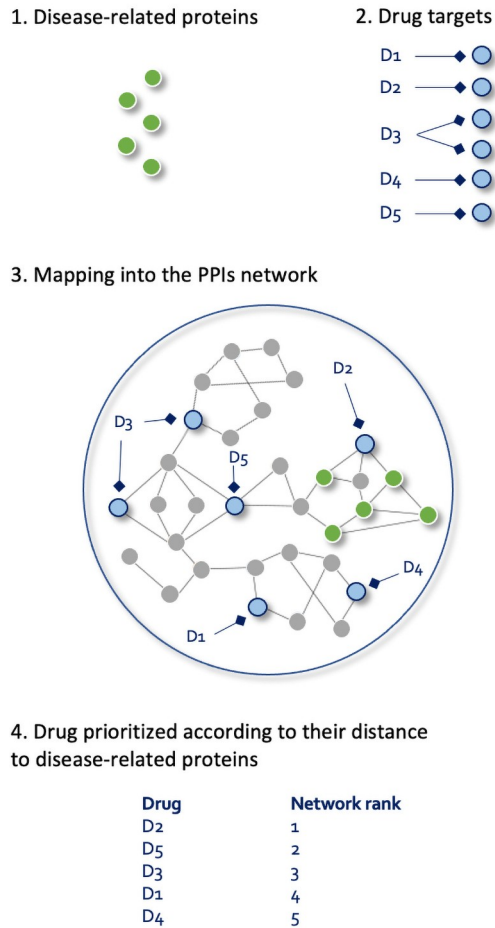 1. Disease-related proteins
2. Drug targets
D1
D2
D3
D4
D5
3. Mapping into the PPIs network
D2
D3
D5
D4
D1
4. Drug prioritized according to their distance
to disease-related proteins
Drug Network rank
D2 1
D5 2
D3 3
D1 4
D4 5